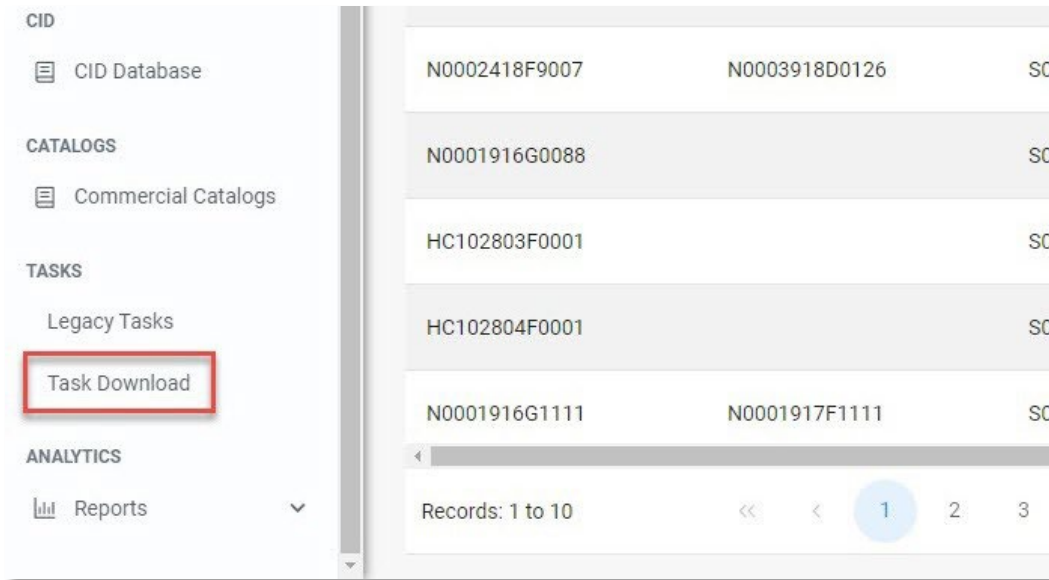 CID
CID Database
CATALOGS
Commercial Catalogs
TASKS
Legacy Tasks
Task Download
ANALYTICS
Reports
N0002418F9007 N0003918D0126
N0001916G0088
HC102803F0001
HC102804F0001
N0001916G1111 N0001917F1111
Records: 1 to 10 << < 1 2 3